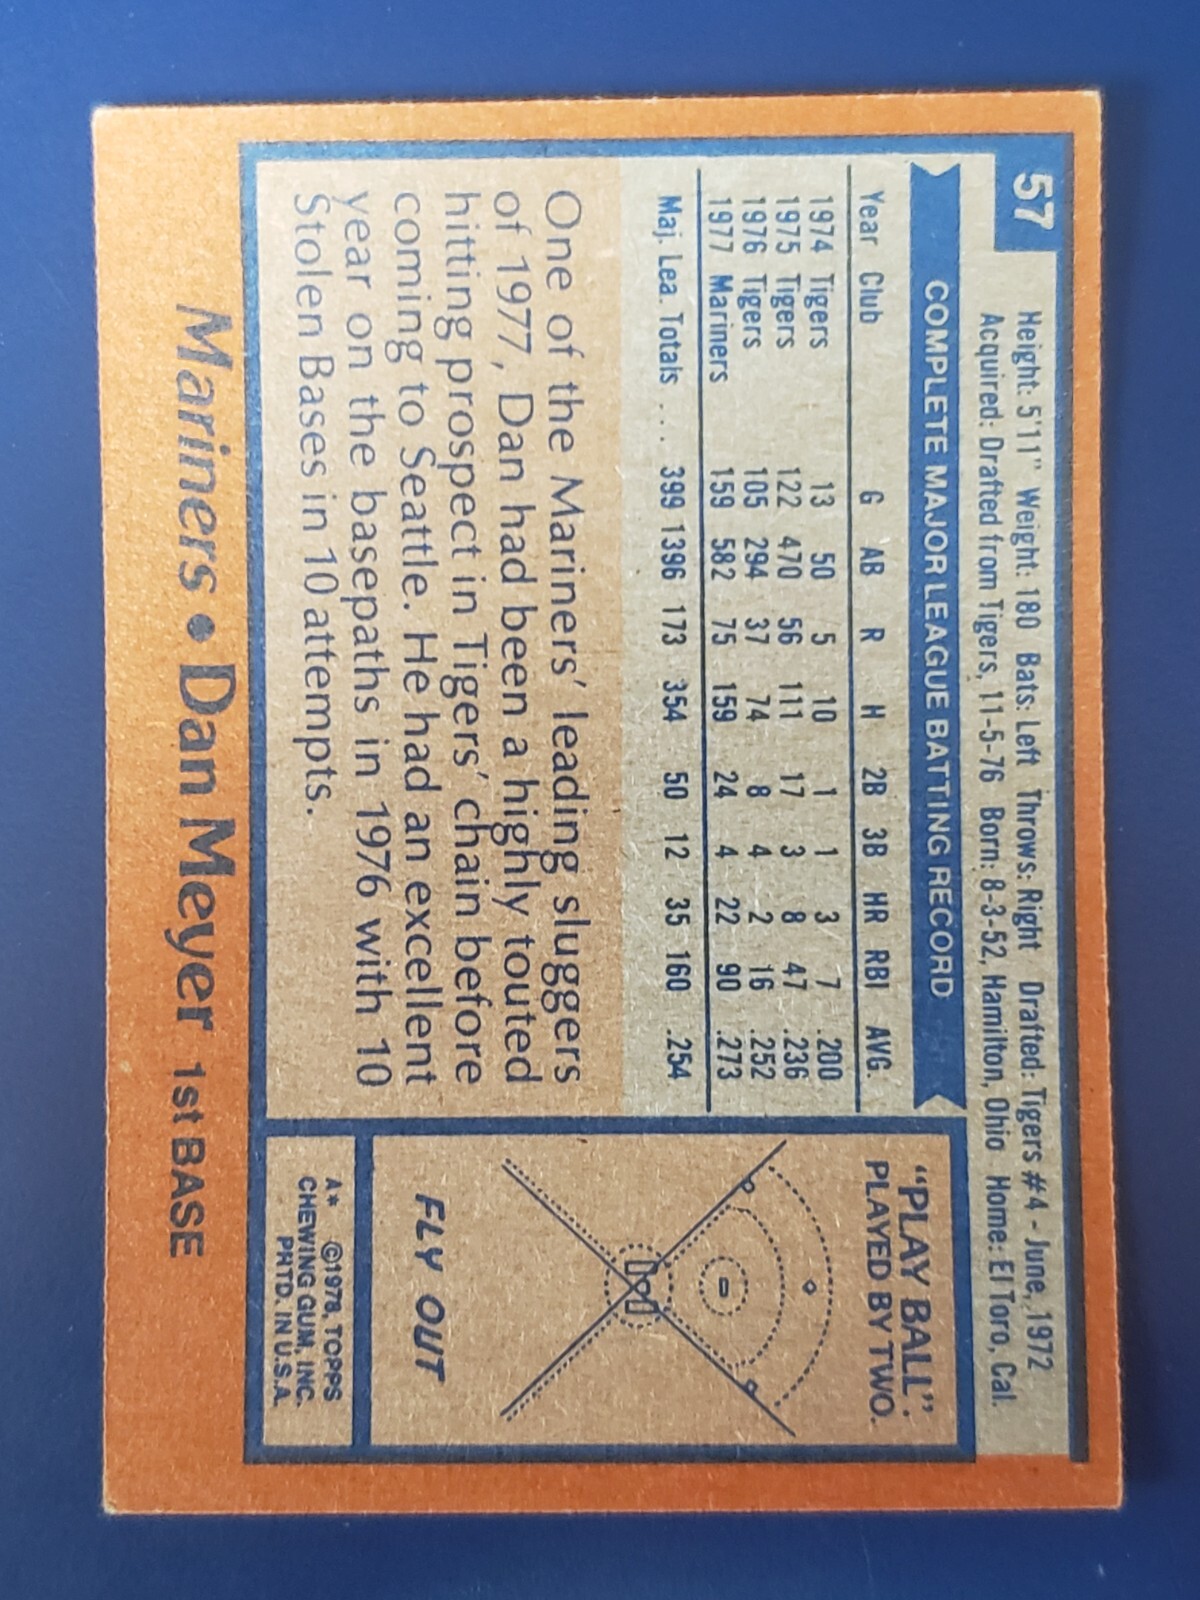 57
Height: 5'11" Weight: 180 Bats: Left Throws: Right Drafted: Tigers #4 - June, 1972
Acquired: Drafted from Tigers, 11-5-76 Born: 8-3-52, Hamilton, Ohio Home: El Toro, Cal.
COMPLETE MAJOR LEAGUE BATTING RECORD
Year Club G AB R H 2B 3B HR RBI AVG.
1974 Tigers 13 50 5 10 1 1 3 7 .200
1975 Tigers 122 470 56 111 17 3 8 47 .236
1976 Tigers 105 294 37 74 8 4 2 16 .252
1977 Mariners 159 582 75 159 24 4 22 90 .273
Maj. Lea. Totals .... 399 1396 173 354 50 12 35 160 .254
One of the Mariners' leading sluggers
of 1977, Dan had been a highly touted
hitting prospect in Tigers' chain before
coming to Seattle. He had an excellent
year on the basepaths in 1976 with 10
Stolen Bases in 10 attempts.
"PLAY BALL".
PLAYED BY TWO.
FLY OUT
A* ©1978, TOPPS
CHEWING GUM, INC.
PRTD. IN U.S.A.
Mariners • Dan Meyer 1st BASE